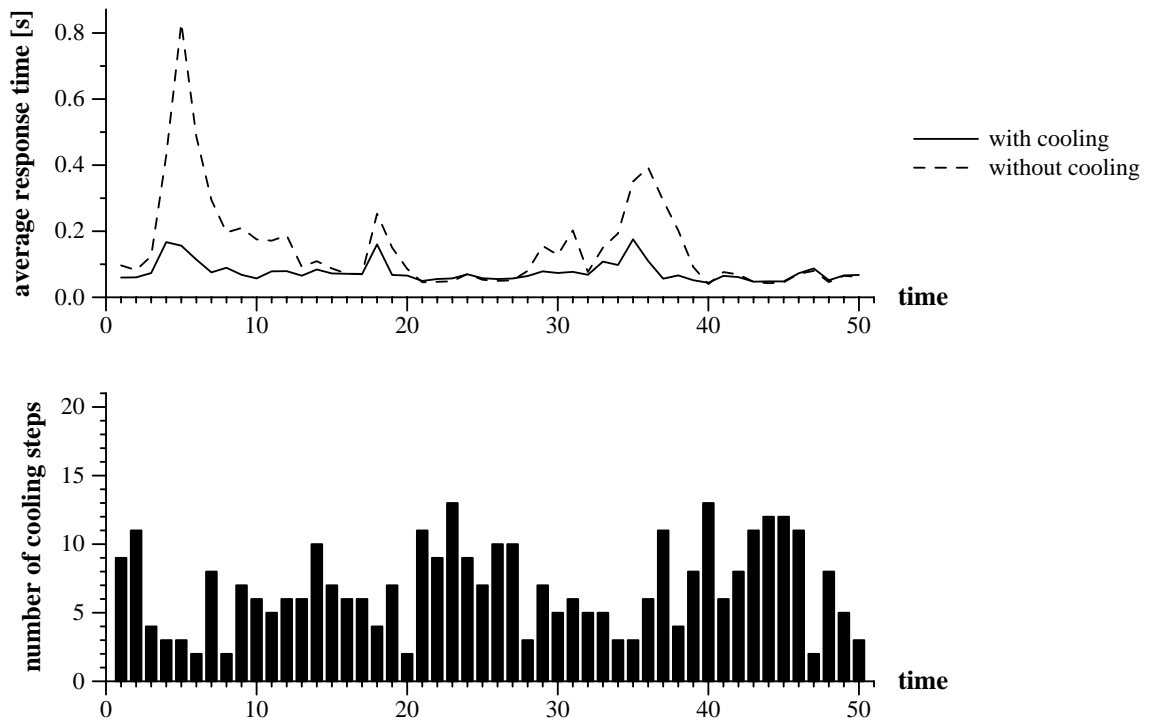 average response time [s]
0.8
0.6
0.4
0.2
0.0
0 10 20 30 40 50
time
with cooling
without cooling
number of cooling steps
20
15
10
5
0
0 10 20 30 40 50
time